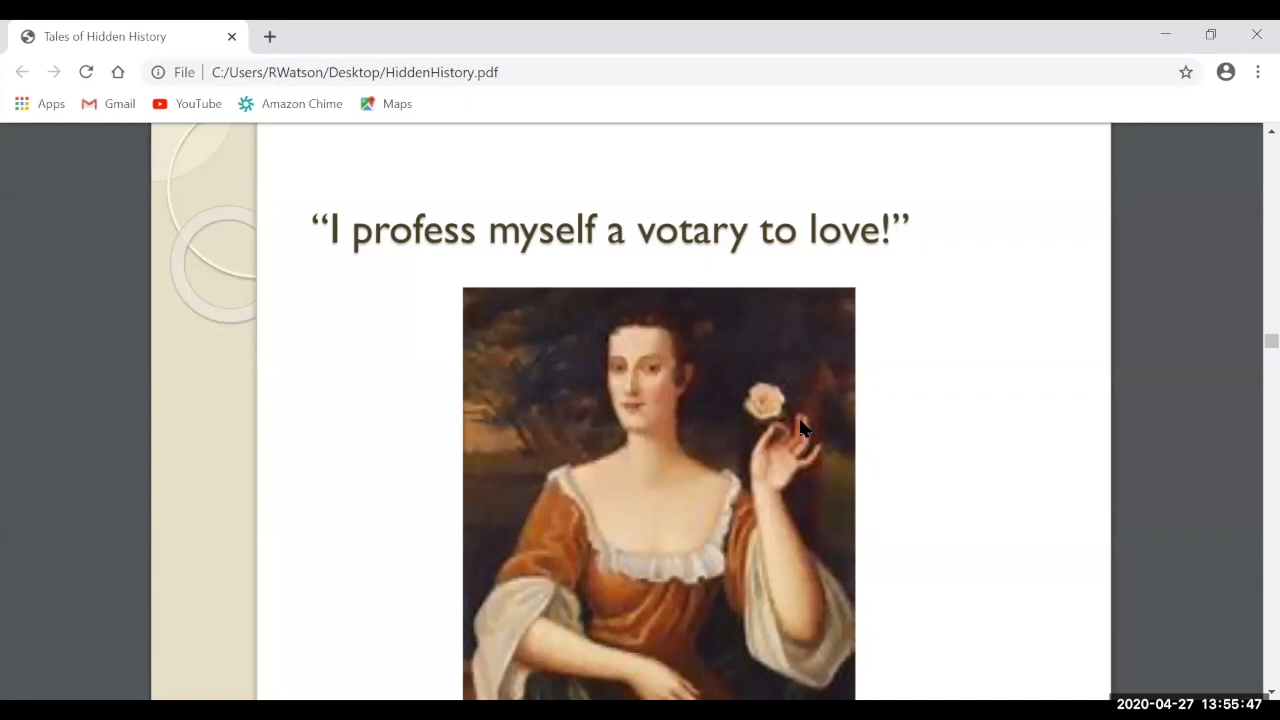 Tales of Hidden History
File
C:/Users/RWatson/Desktop/HiddenHistory.pdf
Apps
Gmail
YouTube
Amazon Chime
Maps
“I profess myself a votary to love!”
2020-04-27 13:55:47